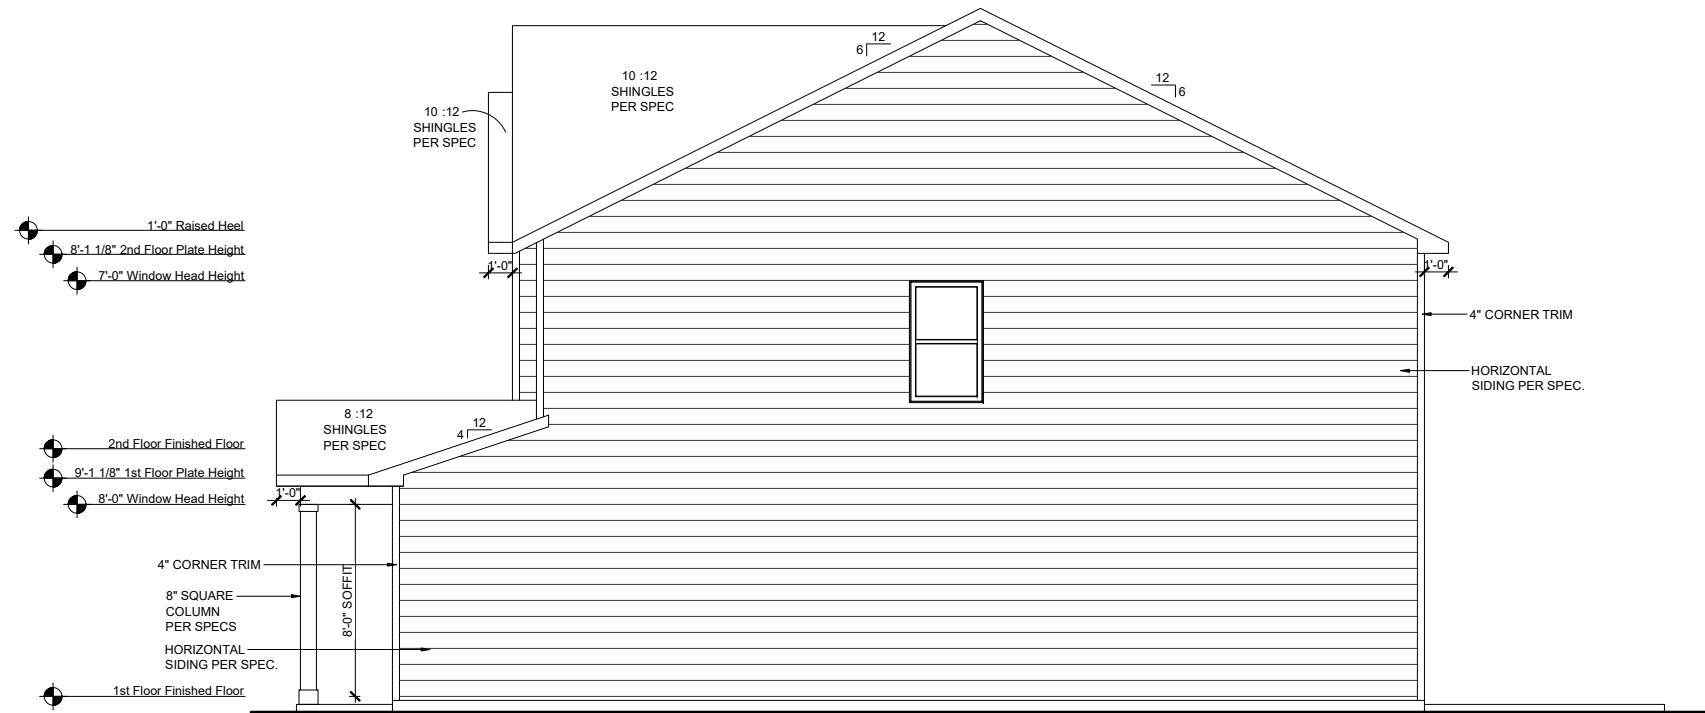 12
6
12
6
10 :12
SHINGLES
PER SPEC
10 :12
SHINGLES
PER SPEC
1'-0" Raised Heel
8'-1 1/8" 2nd Floor Plate Height
7'-0" Window Head Height
1'-0"
1'-0"
4" CORNER TRIM
HORIZONTAL
SIDING PER SPEC.
8 :12
SHINGLES
PER SPEC
12
4
2nd Floor Finished Floor
9'-1 1/8" 1st Floor Plate Height
8'-0" Window Head Height
1'-0"
4" CORNER TRIM
8" SQUARE
COLUMN
PER SPECS
8'-0" SOFFIT
HORIZONTAL
SIDING PER SPEC.
1st Floor Finished Floor